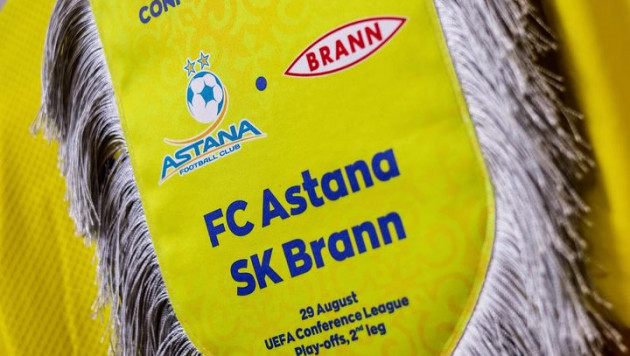 BRANN
ASTANA
FOOTBALL CLUB
FC Astana
SK Brann
29 August
UEFA Conference League
Play-offs, 2nd leg